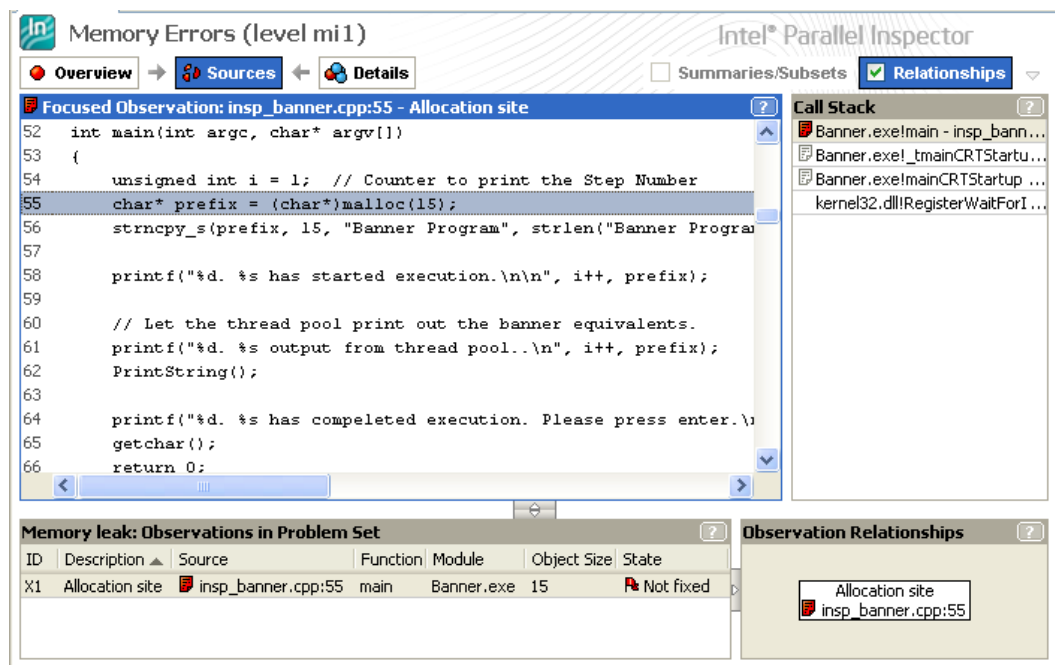 Memory Errors (level mi1)
Intel® Parallel Inspector
Overview
Sources
Details
Summaries/Subsets
Relationships
Focused Observation: insp_banner.cpp:55 - Allocation site
?
52 int main(int argc, char* argv[])
53 {
54 unsigned int i = 1; // Counter to print the Step Number
55 char* prefix = (char*)malloc(15);
56 strncpy_s(prefix, 15, "Banner Program", strlen("Banner Progra
57
58 printf("%d. %s has started execution.\n\n", i++, prefix);
59
60 // Let the thread pool print out the banner equivalents.
61 printf("%d. %s output from thread pool..\n", i++, prefix);
62 PrintString();
63
64 printf("%d. %s has compeleted execution. Please press enter.\
65 getchar();
66 return 0;
Call Stack
?
Banner.exe!main - insp_bann...
Banner.exe!_tmainCRTStartu...
Banner.exe!mainCRTStartup ...
kernel32.dll!RegisterWaitForI...
Memory leak: Observations in Problem Set
?
ID Description Source Function Module Object Size State
X1 Allocation site insp_banner.cpp:55 main Banner.exe 15 Not fixed
Observation Relationships
?
Allocation site
insp_banner.cpp:55